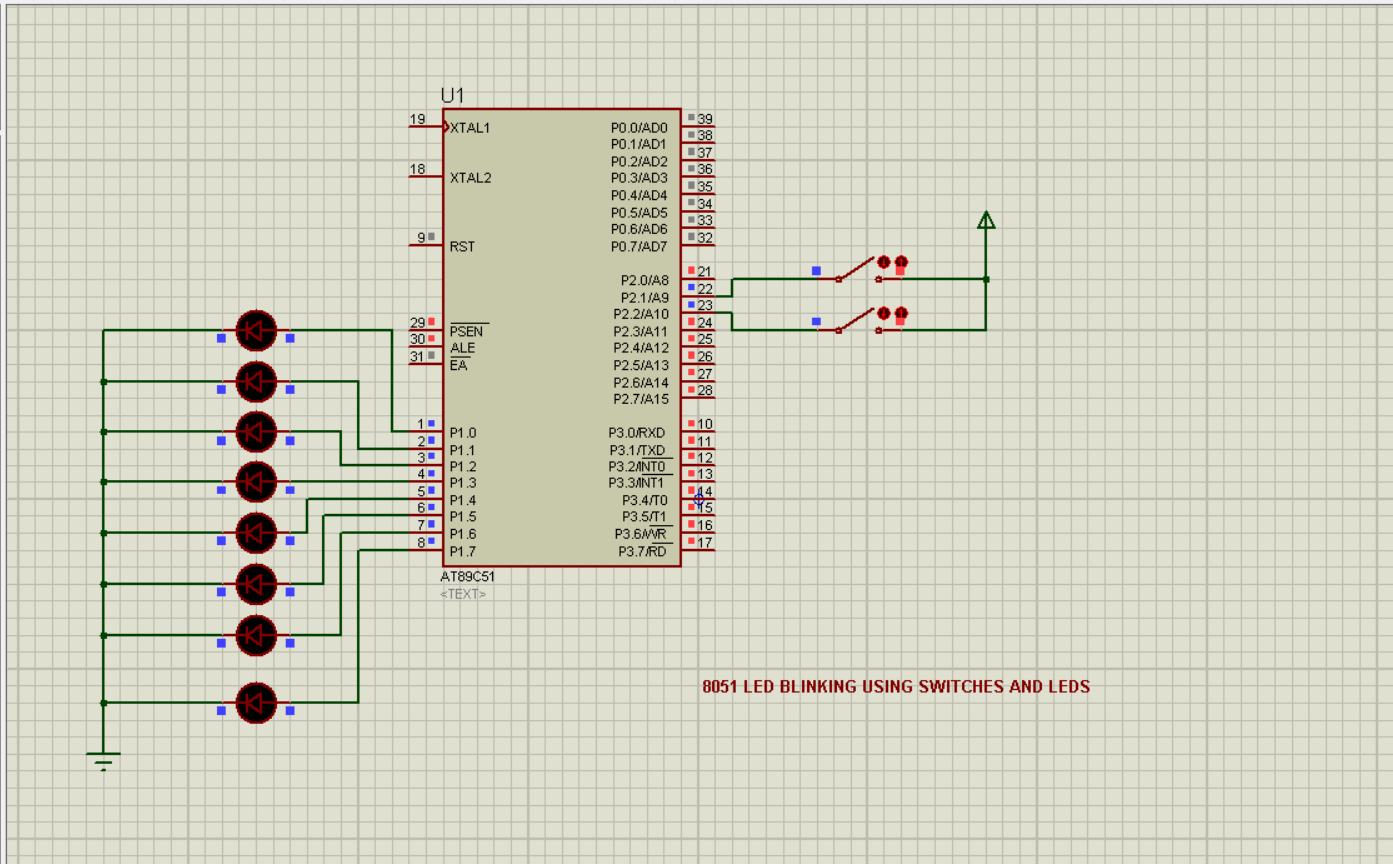 U1
19 XTAL1 P0.0/AD0 39
P0.1/AD1 38
P0.2/AD2 37
18 XTAL2 P0.3/AD3 36
P0.4/AD4 35
P0.5/AD5 34
P0.6/AD6 33
9 RST P0.7/AD7 32
P2.0/A8 21
P2.1/A9 22
P2.2/A10 23
29 PSEN P2.3/A11 24
30 ALE P2.4/A12 25
31 EA P2.5/A13 26
P2.6/A14 27
P2.7/A15 28
1 P1.0 P3.0/RXD 10
2 P1.1 P3.1/TXD 11
3 P1.2 P3.2/INT0 12
4 P1.3 P3.3/INT1 13
5 P1.4 P3.4/T0 14
6 P1.5 P3.5/T1 15
7 P1.6 P3.6/WR 16
8 P1.7 P3.7/RD 17
AT89C51
<TEXT>
8051 LED BLINKING USING SWITCHES AND LEDS